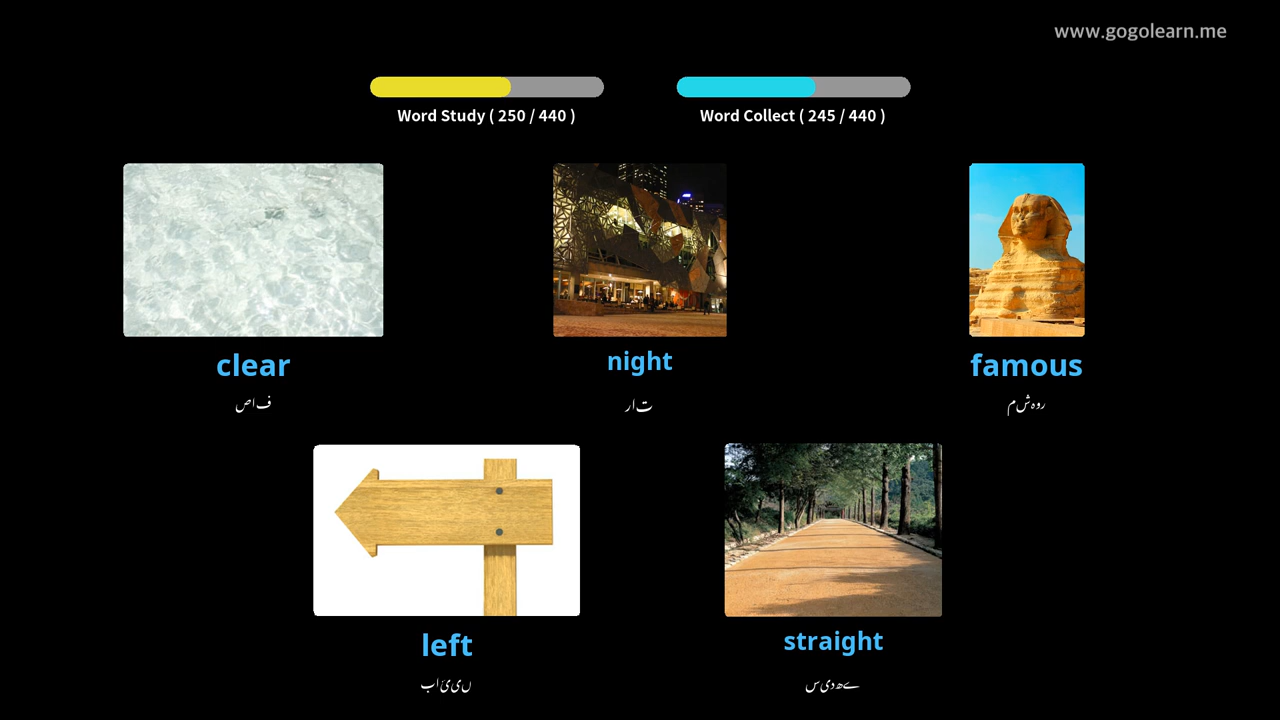 www.gogolearn.me
Word Study ( 250 / 440 )
Word Collect ( 245 / 440 )
clear
صاف
night
رات
famous
مشہور
left
بائیں
straight
سیدھے